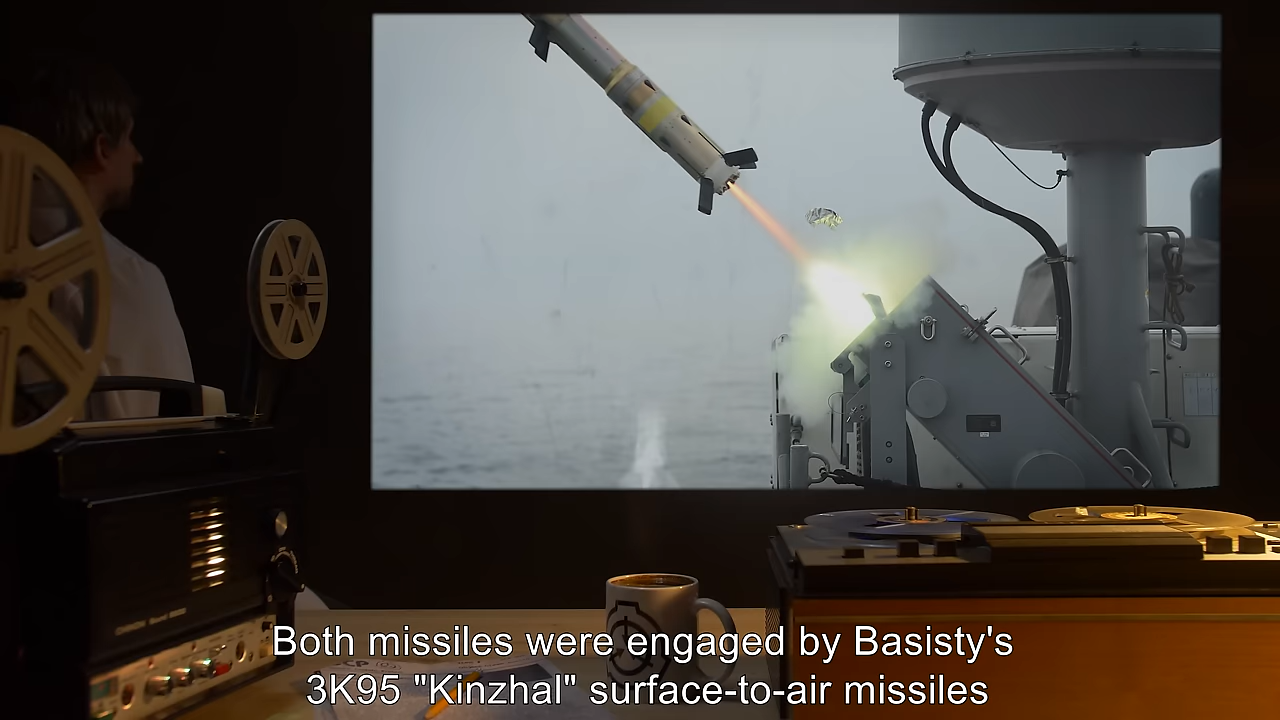 Both missiles were engaged by Basisty's
3K95 "Kinzhal" surface-to-air missiles